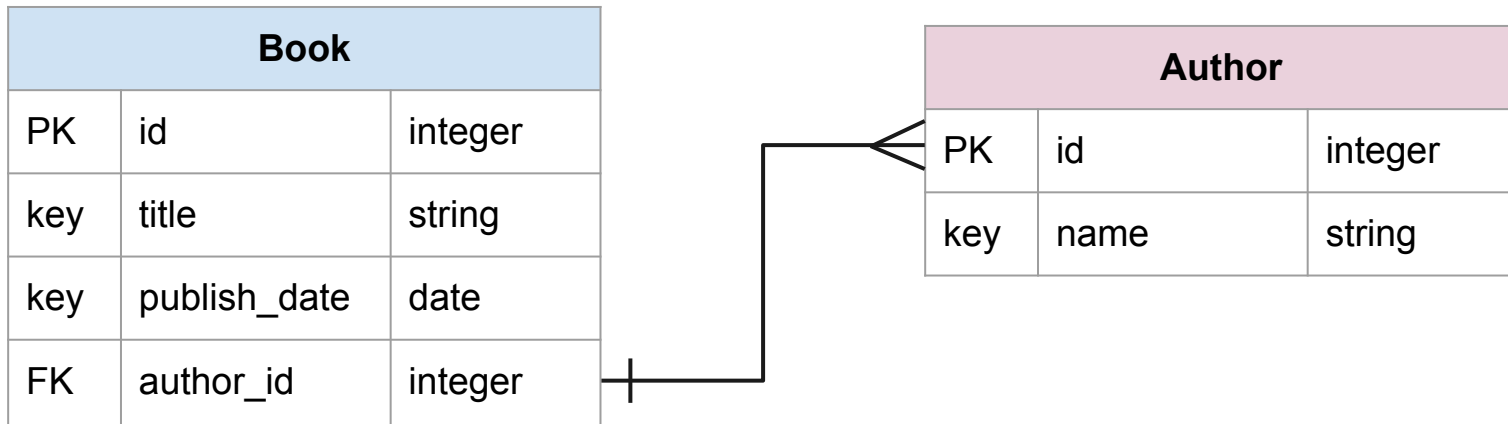 Book
PK id integer
key title string
key publish_date date
FK author_id integer
Author
PK id integer
key name string